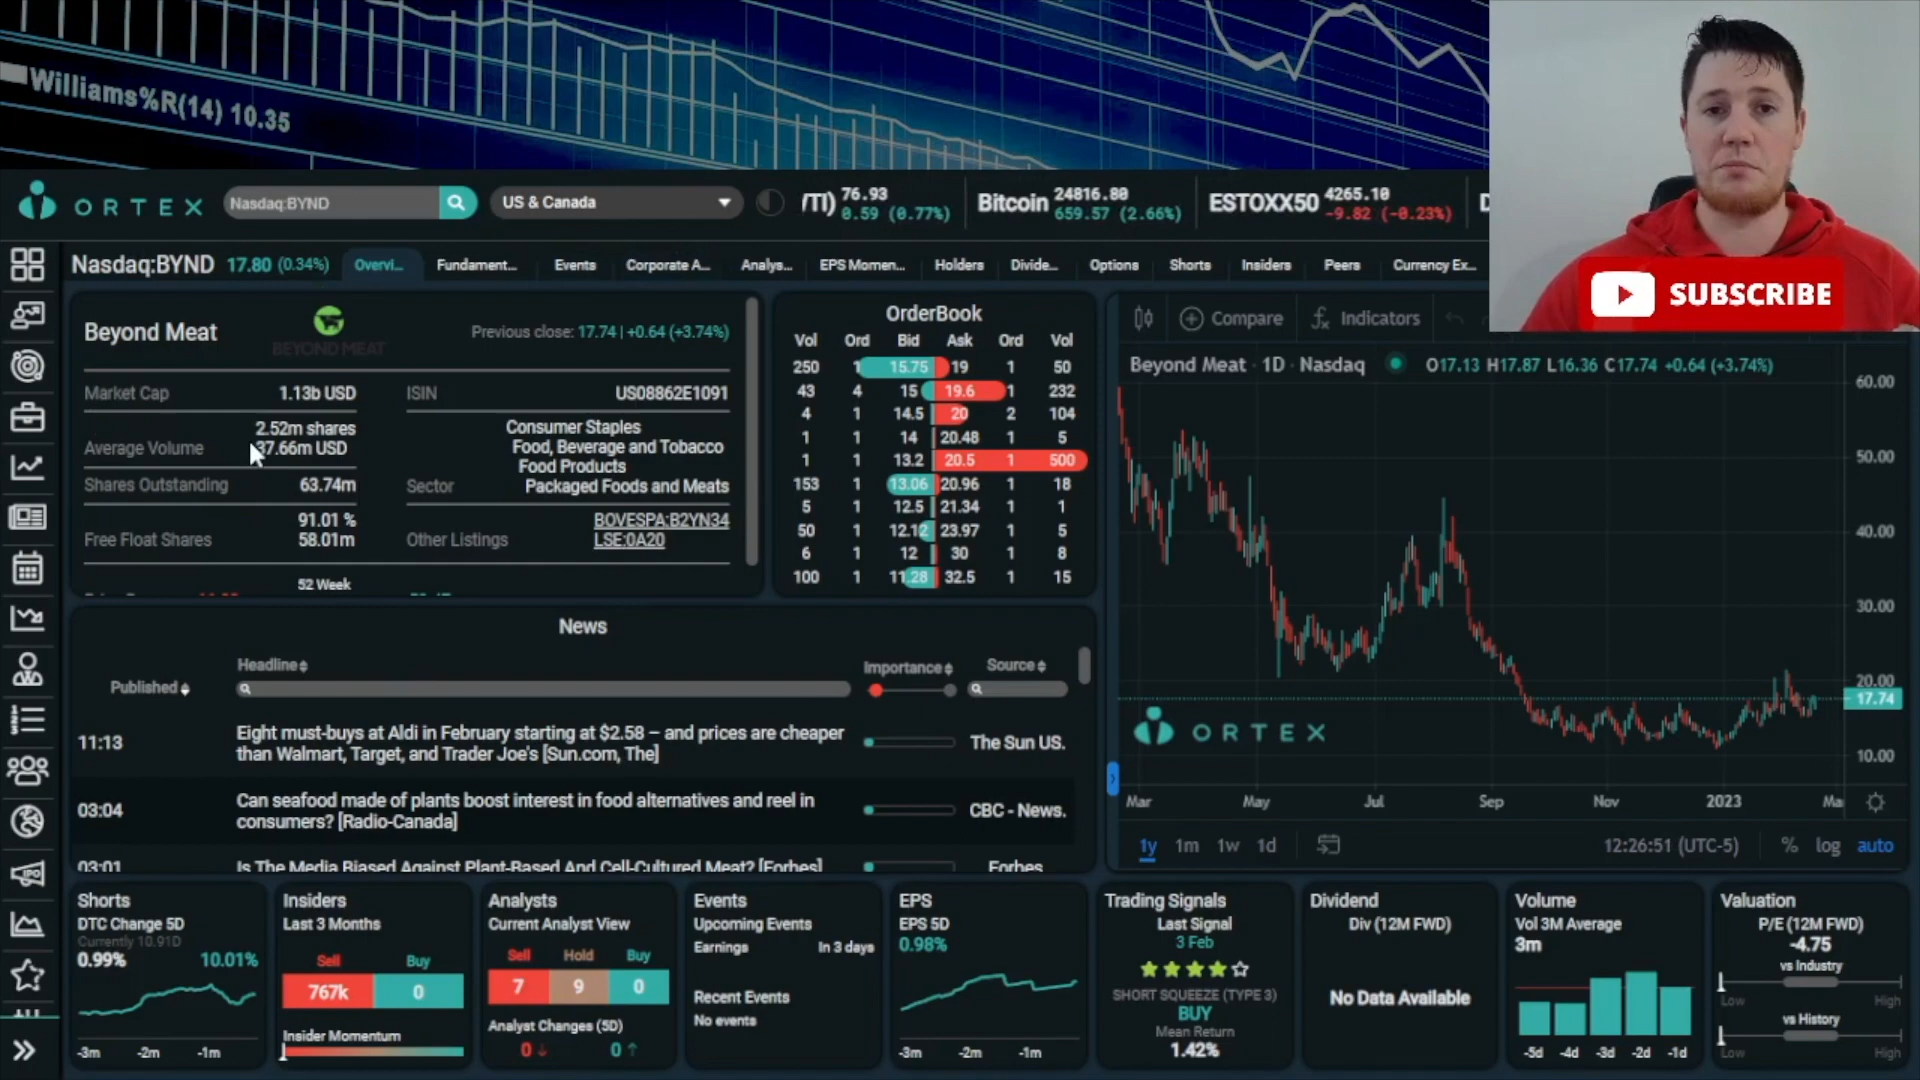 Williams%R(14) 10.35
SUBSCRIBE
ORTEX
Nasdaq:BYND
US & Canada
/TI) 76.93
0.59 (0.77%)
Bitcoin 24816.80
659.57 (2.66%)
ESTOXX50 4265.10
-9.82 (-0.23%)
Nasdaq:BYND 17.80 (0.34%)
Overvi... Fundament... Events Corporate A... Analys... EPS Momen... Holders Divide... Options Shorts Insiders Peers Currency Ex...
Beyond Meat
BEYOND MEAT
Previous close: 17.74 | +0.64 (+3.74%)
Market Cap 1.13b USD
ISIN US08862E1091
Average Volume 2.52m shares
37.66m USD
Shares Outstanding 63.74m
Sector Consumer Staples
Food, Beverage and Tobacco
Food Products
Packaged Foods and Meats
Free Float Shares 91.01 %
58.01m
Other Listings BOVESPA:B2YN34
LSE:0A20
52 Week
OrderBook
Vol Ord Bid Ask Ord Vol
250 1 15.75 19 1 50
43 4 15 19.6 1 232
4 1 14.5 20 2 104
1 1 14 20.48 1 5
1 1 13.2 20.5 1 500
153 1 13.06 20.96 1 18
5 1 12.5 21.34 1 1
50 1 12.12 23.97 1 5
6 1 12 30 1 8
100 1 11.28 32.5 1 15
Compare Indicators
Beyond Meat · 1D · Nasdaq O17.13 H17.87 L16.36 C17.74 +0.64 (+3.74%)
60.00
50.00
40.00
30.00
20.00
17.74
10.00
ORTEX
Mar May Jul Sep Nov 2023 Ma
1y 1m 1w 1d 12:26:51 (UTC-5) % log auto
News
Published Headline Importance Source
11:13 Eight must-buys at Aldi in February starting at $2.58 – and prices are cheaper
than Walmart, Target, and Trader Joe's [Sun.com, The] The Sun US.
03:04 Can seafood made of plants boost interest in food alternatives and reel in
consumers? [Radio-Canada] CBC - News.
03:01 Is The Media Biased Against Plant-Based And Cell-Cultured Meat? [Forbes] Forbes
Shorts
DTC Change 5D
Currently 10.91D
0.99% 10.01%
-3m -2m -1m
Insiders
Last 3 Months
Sell Buy
767k 0
Insider Momentum
Analysts
Current Analyst View
Sell Hold Buy
7 9 0
Analyst Changes (5D)
0 ↓ 0 ↑
Events
Upcoming Events
Earnings In 3 days
Recent Events
No events
EPS
EPS 5D
0.98%
-3m -2m -1m
Trading Signals
Last Signal
3 Feb
SHORT SQUEEZE (TYPE 3)
BUY
Mean Return
1.42%
Dividend
Div (12M FWD)
No Data Available
Volume
Vol 3M Average
3m
-5d -4d -3d -2d -1d
Valuation
P/E (12M FWD)
-4.75
vs Industry
Low High
vs History
Low High